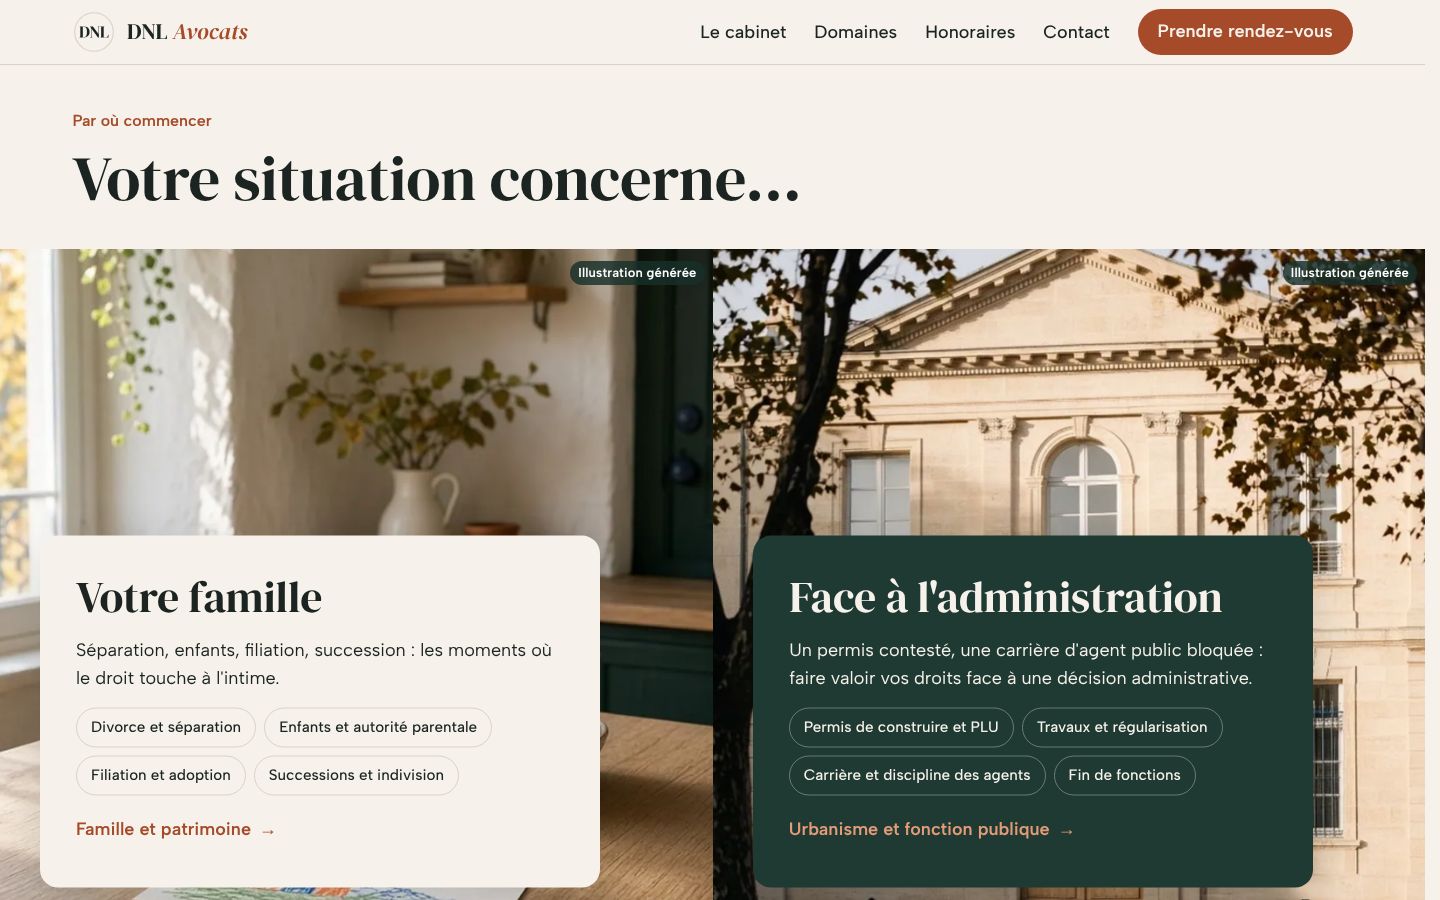 DNL
DNL Avocats
Le cabinet
Domaines
Honoraires
Contact
Prendre rendez-vous
Par où commencer
Votre situation concerne...
Illustration générée
Illustration générée
Votre famille
Séparation, enfants, filiation, succession : les moments où
le droit touche à l'intime.
Divorce et séparation
Enfants et autorité parentale
Filiation et adoption
Successions et indivision
Famille et patrimoine →
Face à l'administration
Un permis contesté, une carrière d'agent public bloquée :
faire valoir vos droits face à une décision administrative.
Permis de construire et PLU
Travaux et régularisation
Carrière et discipline des agents
Fin de fonctions
Urbanisme et fonction publique →